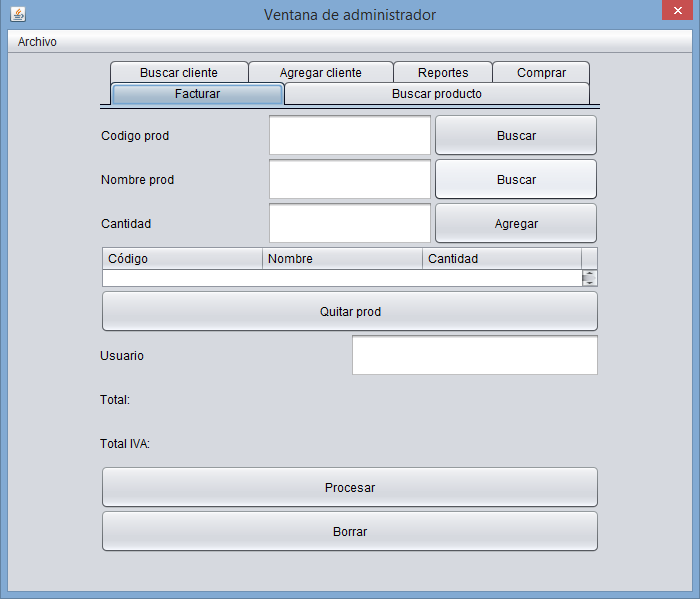 Ventana de administrador
Archivo
Buscar cliente Agregar cliente Reportes Comprar
Facturar Buscar producto
Codigo prod Buscar
Nombre prod Buscar
Cantidad Agregar
Código Nombre Cantidad
Quitar prod
Usuario
Total:
Total IVA:
Procesar
Borrar